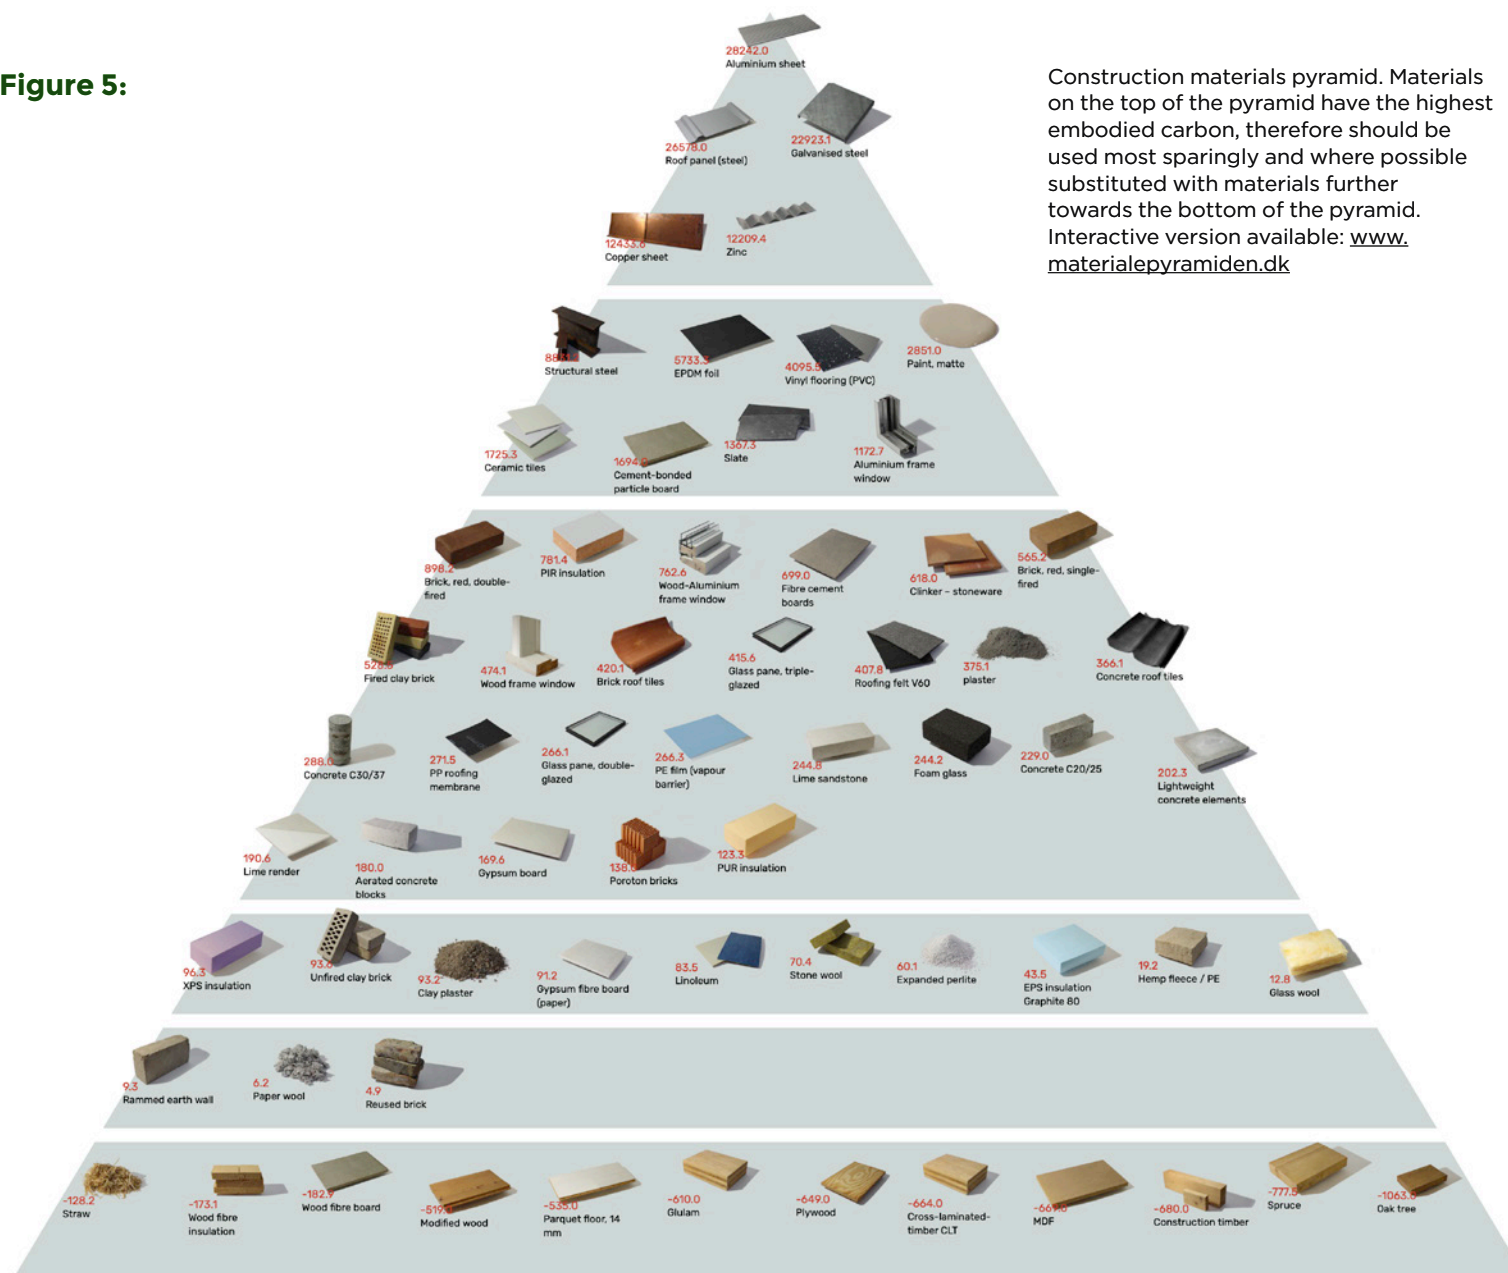 Figure 5:
Construction materials pyramid. Materials
on the top of the pyramid have the highest
embodied carbon, therefore should be
used most sparingly and where possible
substituted with materials further
towards the bottom of the pyramid.
Interactive version available: www.
materialepyramiden.dk
28242.0
Aluminium sheet
26578.0
Roof panel (steel)
22923.1
Galvanised steel
Copper sheet
12209.4
Zinc
Structural steel
EPDM foil
Vinyl flooring (PVC)
2851.0
Paint, matte
1725.3
Ceramic tiles
Cement-bonded
particle board
1367.3
Slate
1172.7
Aluminium frame
window
898.2
Brick, red, double-
fired
781.4
PIR insulation
762.6
Wood-Aluminium
frame window
699.0
Fibre cement
boards
618.0
Clinker - stoneware
565.2
Brick, red, single-
fired
Fired clay brick
474.1
Wood frame window
420.1
Brick roof tiles
415.6
Glass pane, triple-
glazed
407.8
Roofing felt V60
375.1
plaster
366.1
Concrete roof tiles
288.0
Concrete C30/37
271.5
PP roofing
membrane
266.1
Glass pane, double-
glazed
266.3
PE film (vapour
barrier)
244.8
Lime sandstone
244.2
Foam glass
229.0
Concrete C20/25
202.3
Lightweight
concrete elements
190.6
Lime render
180.0
Aerated concrete
blocks
169.6
Gypsum board
Poroton bricks
123.3
PUR insulation
96.3
XPS insulation
Unfired clay brick
93.2
Clay plaster
91.2
Gypsum fibre board
(paper)
83.5
Linoleum
70.4
Stone wool
60.1
Expanded perlite
43.5
EPS insulation
Graphite 80
19.2
Hemp fleece / PE
12.8
Glass wool
9.3
Rammed earth wall
6.2
Paper wool
4.9
Reused brick
-128.2
Straw
-173.1
Wood fibre
insulation
-182.9
Wood fibre board
Modified wood
-535.0
Parquet floor, 14
mm
-610.0
Glulam
-649.0
Plywood
-664.0
Cross-laminated-
timber CLT
MDF
-680.0
Construction timber
Spruce
Oak tree